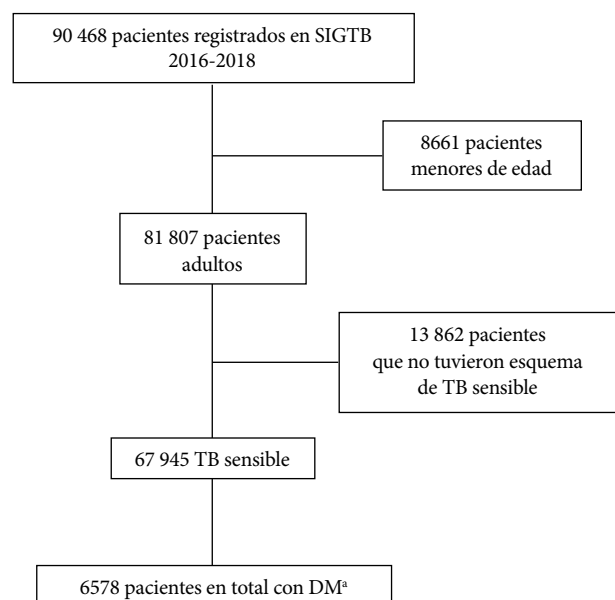 90 468 pacientes registrados en SIGTB
2016-2018
8661 pacientes
menores de edad
81 807 pacientes
adultos
13 862 pacientes
que no tuvieron esquema
de TB sensible
67 945 TB sensible
6578 pacientes en total con DMᵃ